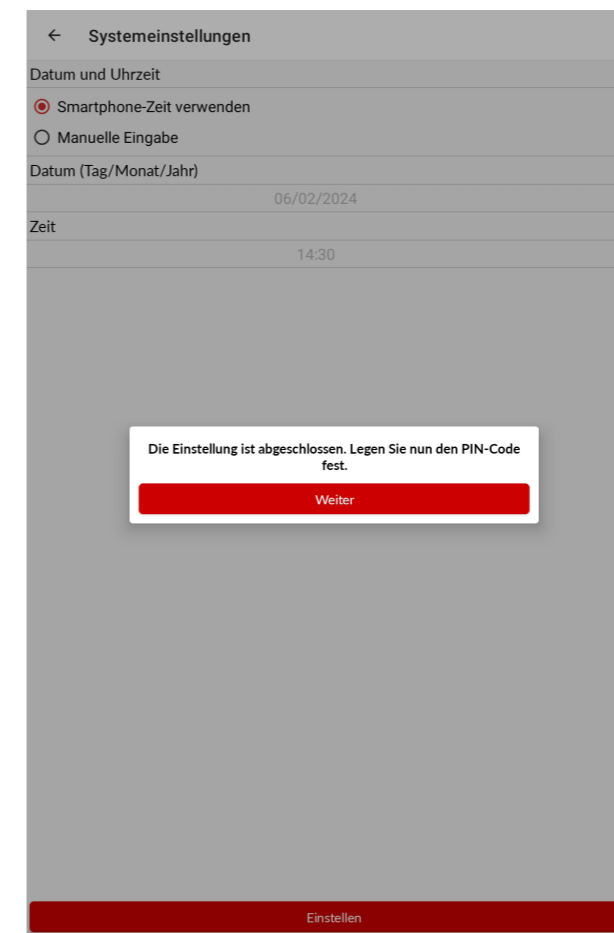 Systemeinstellungen
Datum und Uhrzeit
Smartphone-Zeit verwenden
Manuelle Eingabe
Datum (Tag/Monat/Jahr)
06/02/2024
Zeit
14:30
Die Einstellung ist abgeschlossen. Legen Sie nun den PIN-Code
fest.
Weiter
Einstellen